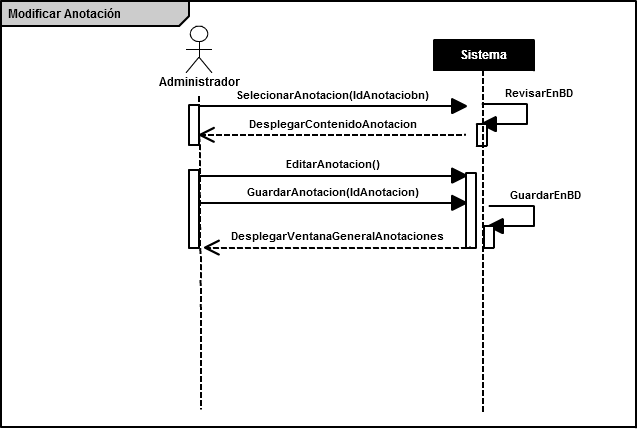 Modificar Anotación
Administrador
Sistema
SelecionarAnotacion(IdAnotaciobn)
RevisarEnBD
DesplegarContenidoAnotacion
EditarAnotacion()
GuardarAnotacion(IdAnotacion)
GuardarEnBD
DesplegarVentanaGeneralAnotaciones